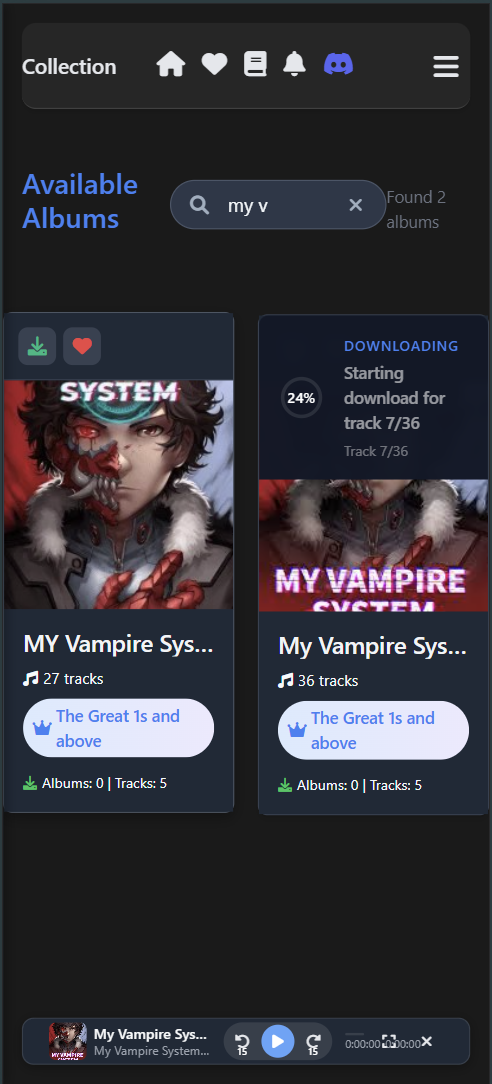 Collection
Available
Albums
my v
Found 2
albums
SYSTEM
MY Vampire Sys...
27 tracks
The Great 1s and
above
Albums: 0 | Tracks: 5
24%
DOWNLOADING
Starting
download for
track 7/36
Track 7/36
MY VAMPIRE
SYSTEM
My Vampire Sys...
36 tracks
The Great 1s and
above
Albums: 0 | Tracks: 5
MY VAMPIRE
My Vampire Sys...
My Vampire System...
15
15
0:00:00
0:00:00